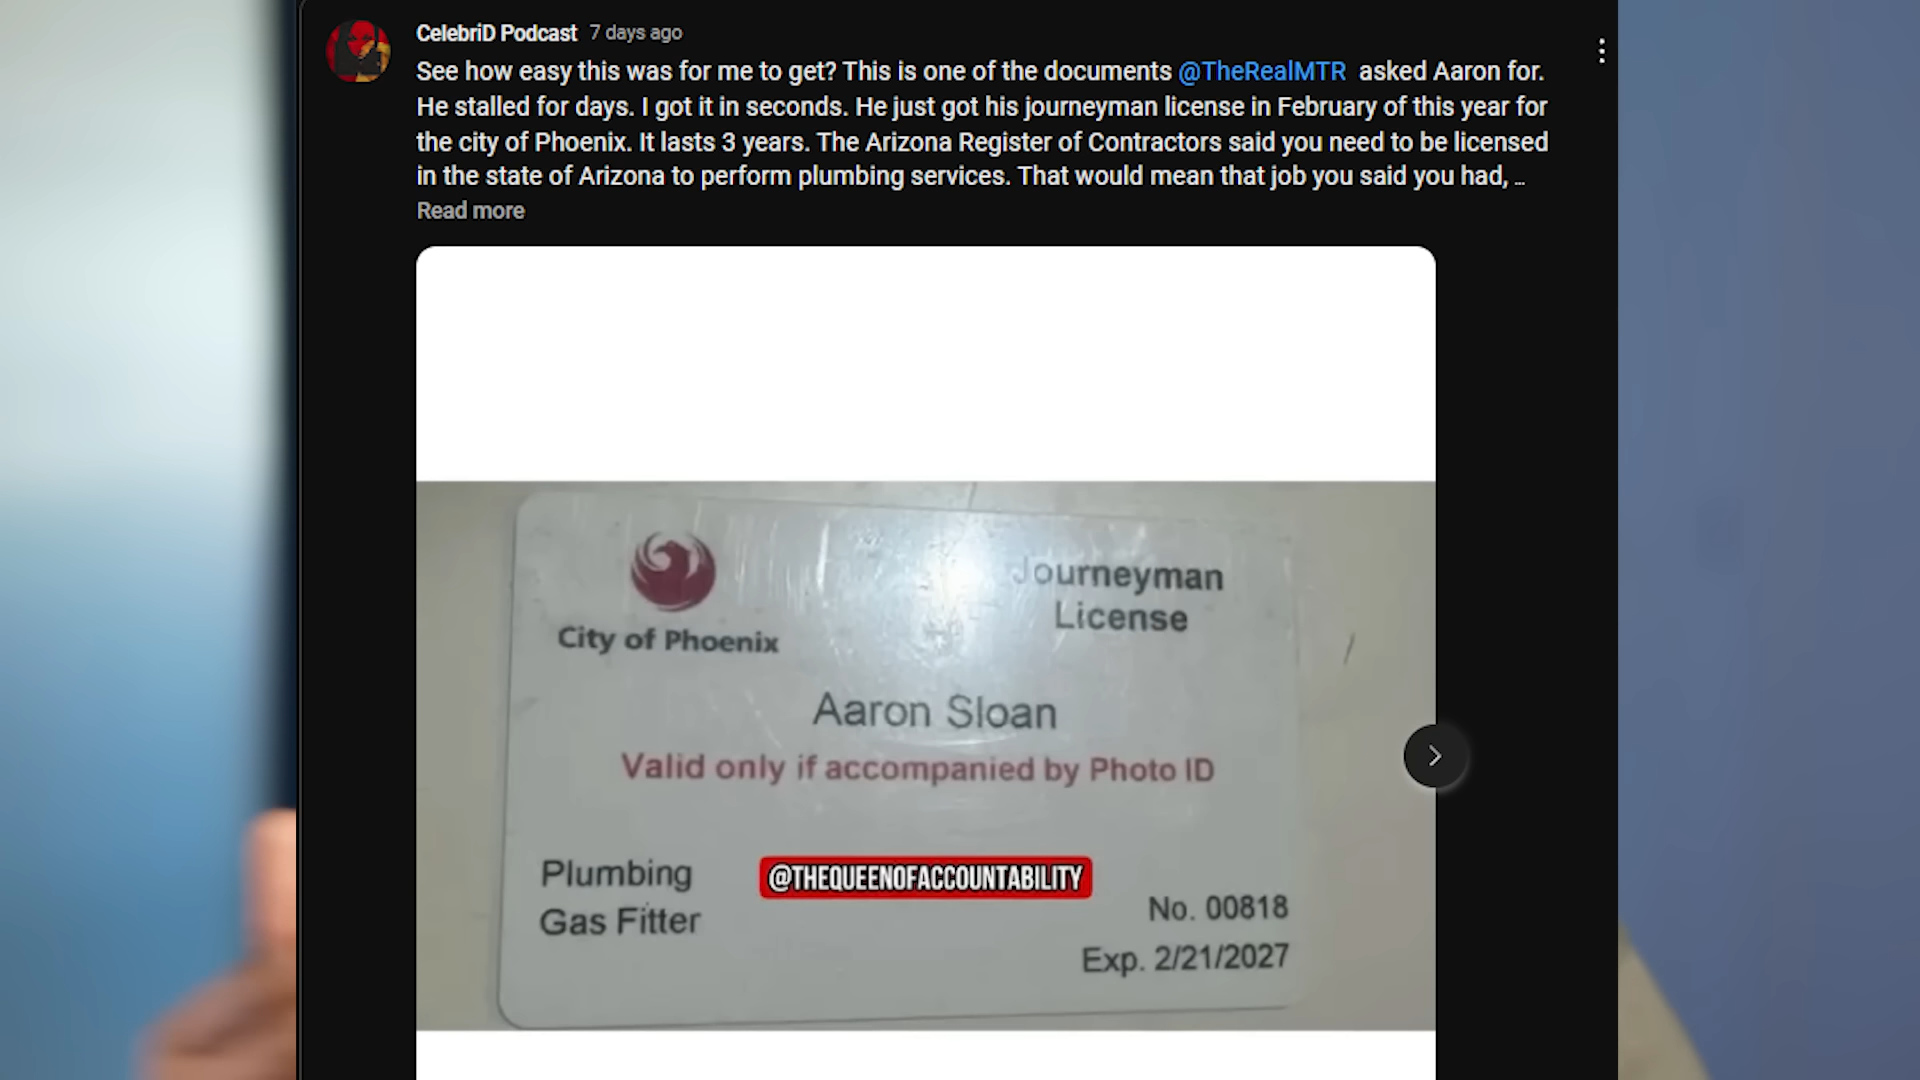 CelebriD Podcast 7 days ago
See how easy this was for me to get? This is one of the documents @TheRealMTR asked Aaron for.
He stalled for days. I got it in seconds. He just got his journeyman license in February of this year for
the city of Phoenix. It lasts 3 years. The Arizona Register of Contractors said you need to be licensed
in the state of Arizona to perform plumbing services. That would mean that job you said you had, ...
Read more
Journeyman
License
City of Phoenix
Aaron Sloan
Valid only if accompanied by Photo ID
Plumbing
Gas Fitter
@THEQUEENOFACCOUNTABILITY
No. 00818
Exp. 2/21/2027